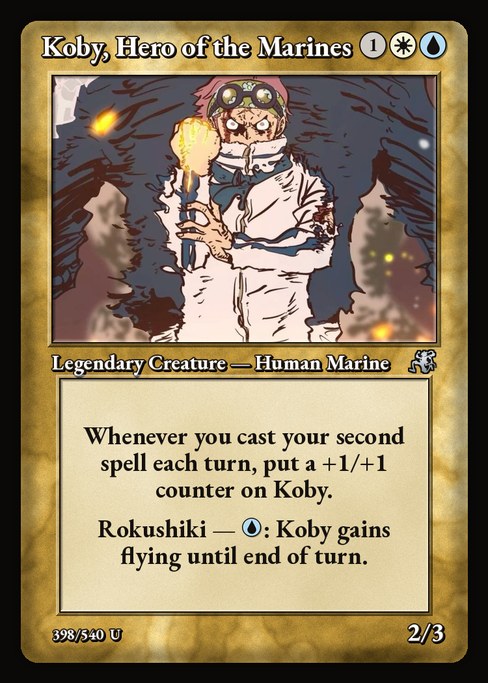 Koby, Hero of the Marines 1
Legendary Creature — Human Marine
Whenever you cast your second
spell each turn, put a +1/+1
counter on Koby.
Rokushiki — : Koby gains
flying until end of turn.
398/540 U
2/3